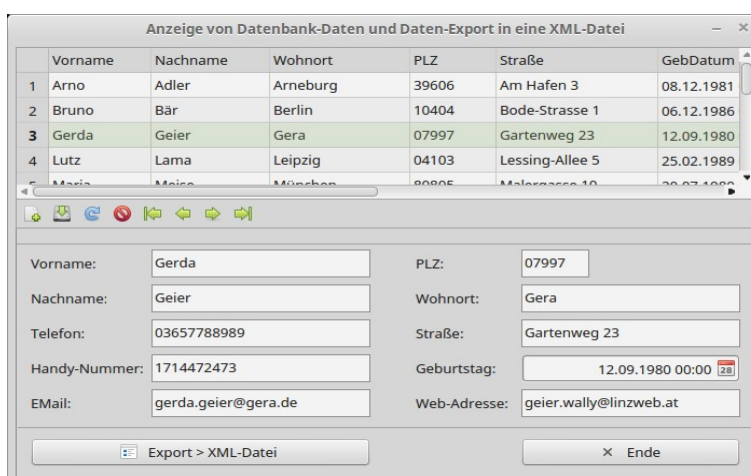 Anzeige von Datenbank-Daten und Daten-Export in eine XML-Datei
Vorname Nachname Wohnort PLZ Straße GebDatum
1 Arno Adler Arneburg 39606 Am Hafen 3 08.12.1981
2 Bruno Bär Berlin 10404 Bode-Strasse 1 06.12.1986
3 Gerda Geier Gera 07997 Gartenweg 23 12.09.1980
4 Lutz Lama Leipzig 04103 Lessing-Allee 5 25.02.1989
Maria Meise München
Vorname: Gerda PLZ: 07997
Nachname: Geier Wohnort: Gera
Telefon: 03657788989 Straße: Gartenweg 23
Handy-Nummer: 1714472473 Geburtstag: 12.09.1980 00:00 28
EMail: gerda.geier@gera.de Web-Adresse: geier.wally@linzweb.at
Export > XML-Datei × Ende